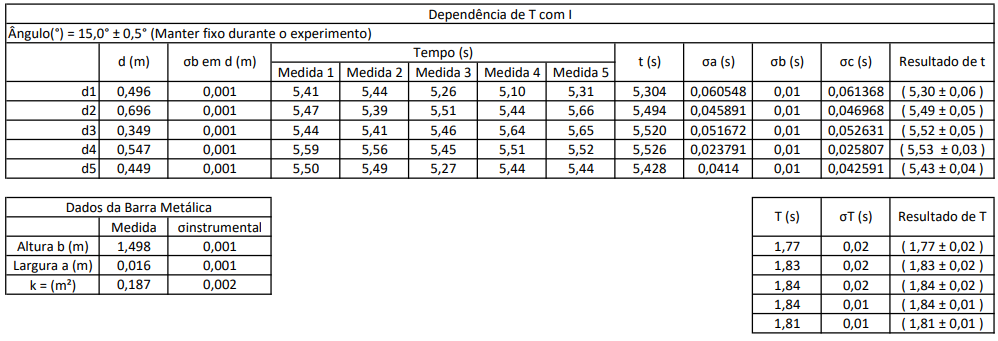 Dependência de T com I
Ângulo(°) = 15,0° ± 0,5° (Manter fixo durante o experimento)
d (m) σb em d (m) Tempo (s) t (s) σa (s) σb (s) σc (s) Resultado de t
Medida 1 Medida 2 Medida 3 Medida 4 Medida 5
d1 0,496 0,001 5,41 5,44 5,26 5,10 5,31 5,304 0,060548 0,01 0,061368 ( 5,30 ± 0,06 )
d2 0,696 0,001 5,47 5,39 5,51 5,44 5,66 5,494 0,045891 0,01 0,046968 ( 5,49 ± 0,05 )
d3 0,349 0,001 5,44 5,41 5,46 5,64 5,65 5,520 0,051672 0,01 0,052631 ( 5,52 ± 0,05 )
d4 0,547 0,001 5,59 5,56 5,45 5,51 5,52 5,526 0,023791 0,01 0,025807 ( 5,53 ± 0,03 )
d5 0,449 0,001 5,50 5,49 5,27 5,44 5,44 5,428 0,0414 0,01 0,042591 ( 5,43 ± 0,04 )
Dados da Barra Metálica
Medida σinstrumental
Altura b (m) 1,498 0,001
Largura a (m) 0,016 0,001
k = (m²) 0,187 0,002
T (s) σT (s) Resultado de T
1,77 0,02 ( 1,77 ± 0,02 )
1,83 0,02 ( 1,83 ± 0,02 )
1,84 0,02 ( 1,84 ± 0,02 )
1,84 0,01 ( 1,84 ± 0,01 )
1,81 0,01 ( 1,81 ± 0,01 )